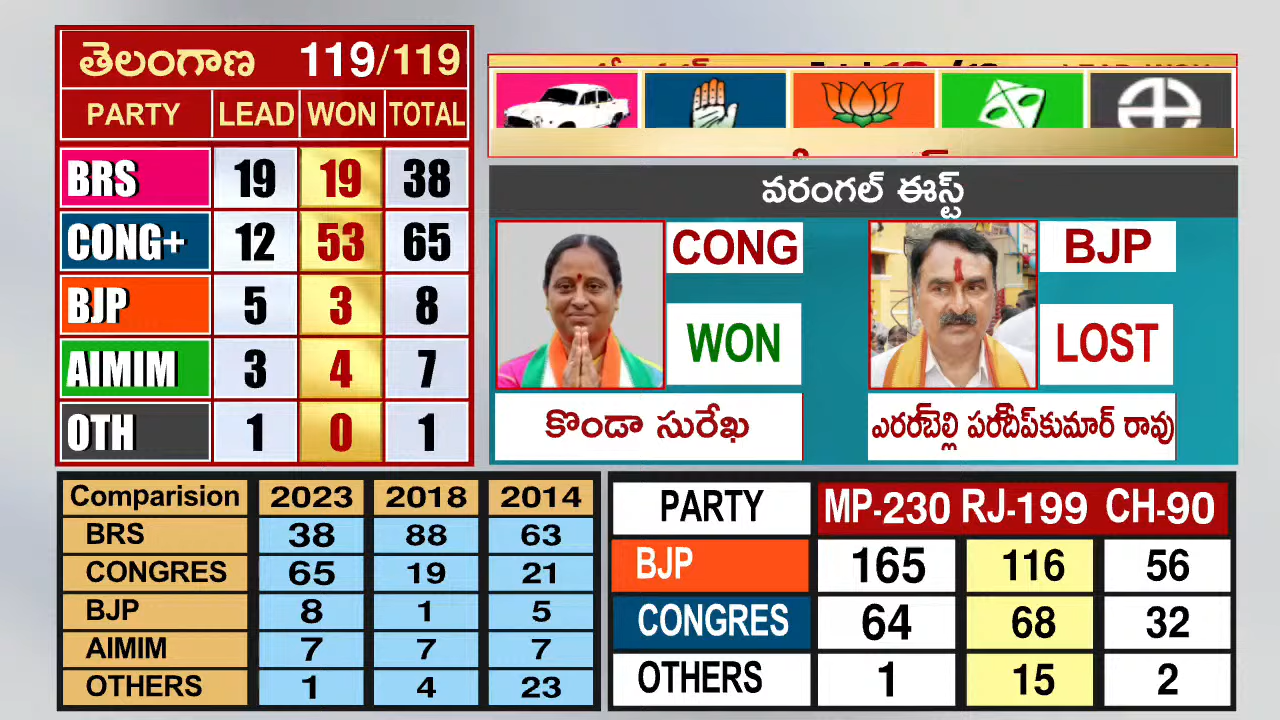 తెలంగాణ 119/119
PARTY LEAD WON TOTAL
BRS 19 19 38
CONG+ 12 53 65
BJP 5 3 8
AIMIM 3 4 7
OTH 1 0 1
వరంగల్ ఈస్ట్
CONG BJP
WON LOST
కొండా సురేఖ ఎరర్‌బెల్లి పరదీప్‌కుమార్ రావు
Comparision 2023 2018 2014
BRS 38 88 63
CONGRES 65 19 21
BJP 8 1 5
AIMIM 7 7 7
OTHERS 1 4 23
PARTY MP-230 RJ-199 CH-90
BJP 165 116 56
CONGRES 64 68 32
OTHERS 1 15 2